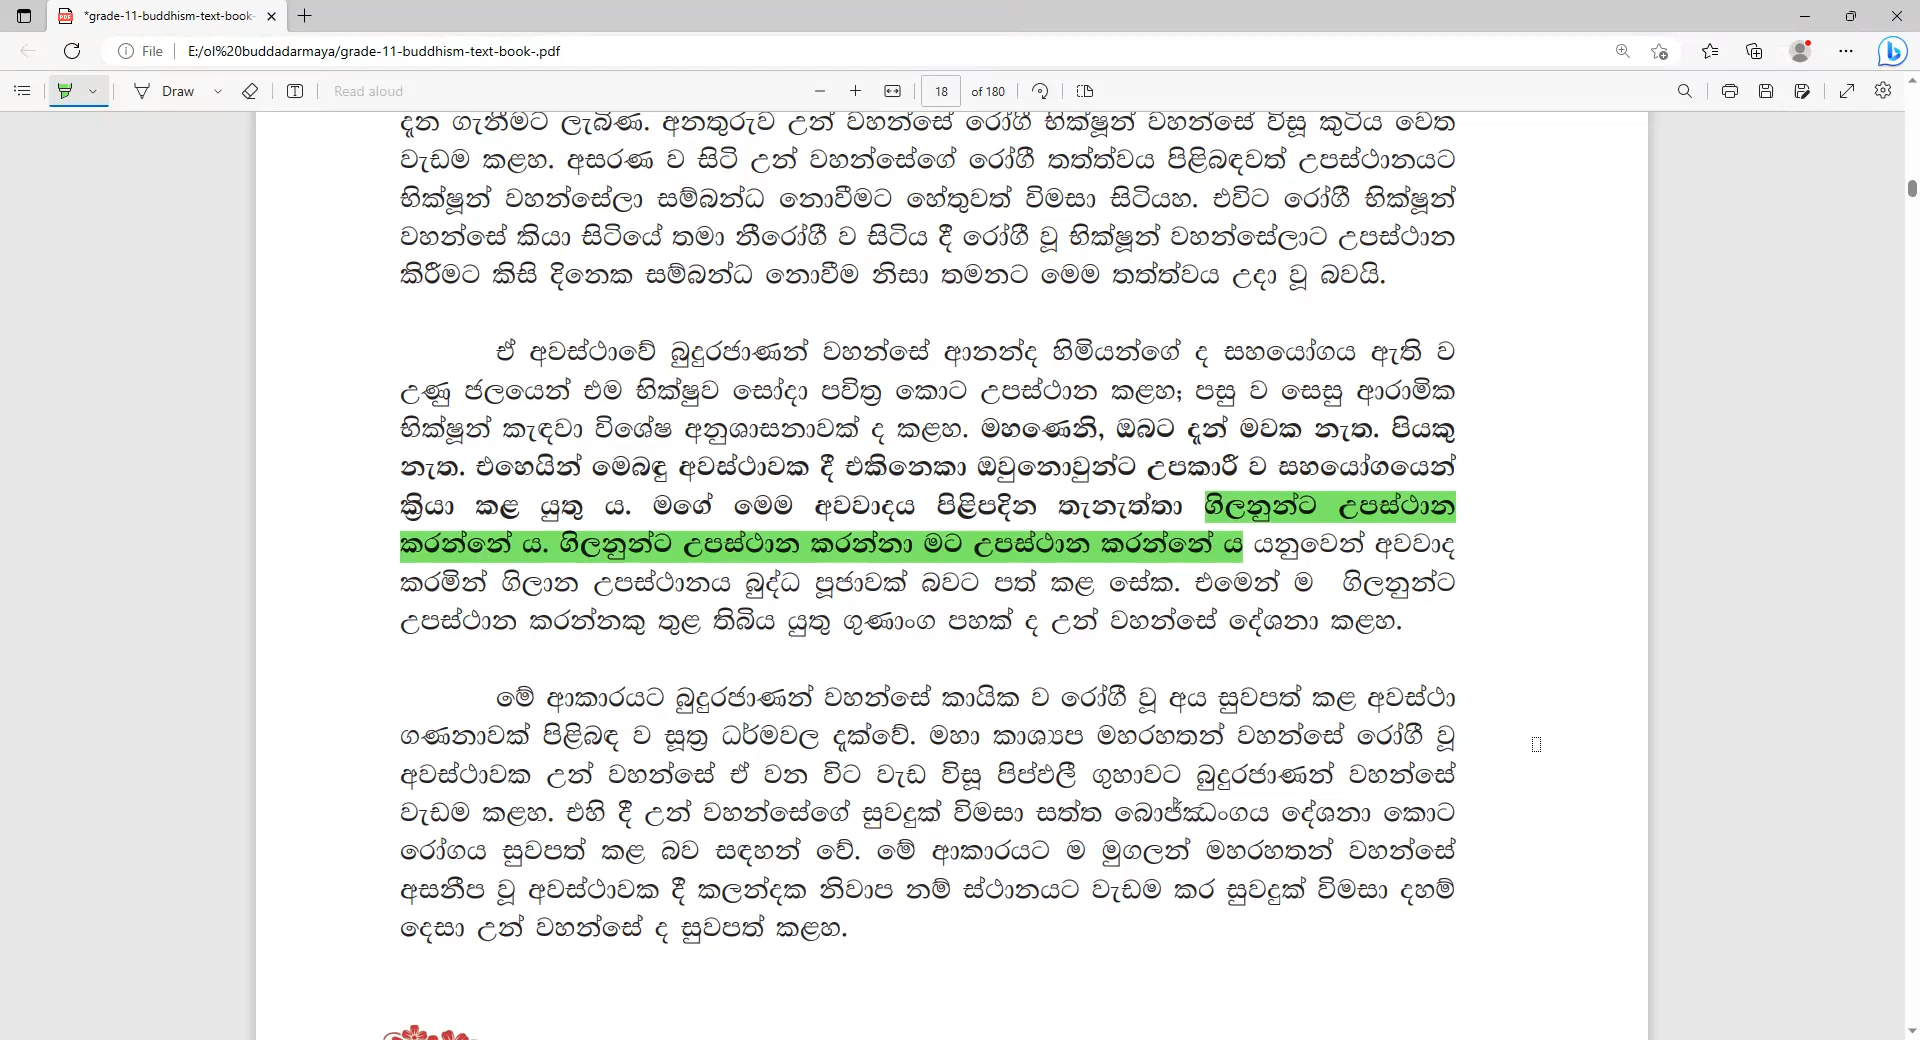 *grade-11-buddhism-text-book-
File E:/ol%20buddadarmaya/grade-11-buddhism-text-book-.pdf
Draw Read aloud 18 of 180
දැන ගැනීමට ලැබිණ. අනතුරුව උන් වහන්සේ රෝගී භික්ෂූන් වහන්සේ විසූ කුටිය වෙත
වැඩම කළහ. අසරණ ව සිටි උන් වහන්සේගේ රෝගී තත්ත්වය පිළිබඳවත් උපස්ථානයට
භික්ෂූන් වහන්සේලා සම්බන්ධ නොවීමට හේතුවත් විමසා සිටියහ. එවිට රෝගී භික්ෂූන්
වහන්සේ කියා සිටියේ තමා නීරෝගී ව සිටිය දී රෝගී වූ භික්ෂූන් වහන්සේලාට උපස්ථාන
කිරීමට කිසි දිනෙක සම්බන්ධ නොවීම නිසා තමනට මෙම තත්ත්වය උදා වූ බවයි.
ඒ අවස්ථාවේ බුදුරජාණන් වහන්සේ ආනන්ද හිමියන්ගේ ද සහයෝගය ඇති ව
උණු ජලයෙන් එම භික්ෂුව සෝදා පවිත්‍ර කොට උපස්ථාන කළහ; පසු ව සෙසු ආරාමික
භික්ෂූන් කැඳවා විශේෂ අනුශාසනාවක් ද කළහ. මහණෙනි, ඔබට දැන් මවක නැත. පියකු
නැත. එහෙයින් මෙබඳු අවස්ථාවක දී එකිනෙකා ඔවුනොවුන්ට උපකාරී ව සහයෝගයෙන්
ක්‍රියා කළ යුතු ය. මගේ මෙම අවවාදය පිළිපදින තැනැත්තා ගිලනුන්ට උපස්ථාන
කරන්නේ ය. ගිලනුන්ට උපස්ථාන කරන්නා මට උපස්ථාන කරන්නේ ය යනුවෙන් අවවාද
කරමින් ගිලාන උපස්ථානය බුද්ධ පූජාවක් බවට පත් කළ සේක. එමෙන් ම ගිලනුන්ට
උපස්ථාන කරන්නකු තුළ තිබිය යුතු ගුණාංග පහක් ද උන් වහන්සේ දේශනා කළහ.
මේ ආකාරයට බුදුරජාණන් වහන්සේ කායික ව රෝගී වූ අය සුවපත් කළ අවස්ථා
ගණනාවක් පිළිබඳ ව සූත්‍ර ධර්මවල දැක්වේ. මහා කාශ්‍යප මහරහතන් වහන්සේ රෝගී වූ
අවස්ථාවක උන් වහන්සේ ඒ වන විට වැඩ විසූ පිප්ඵලී ගුහාවට බුදුරජාණන් වහන්සේ
වැඩම කළහ. එහි දී උන් වහන්සේගේ සුවදුක් විමසා සත්ත බොජ්ඣංගය දේශනා කොට
රෝගය සුවපත් කළ බව සඳහන් වේ. මේ ආකාරයට ම මුගලන් මහරහතන් වහන්සේ
අසනීප වූ අවස්ථාවක දී කලන්දක නිවාප නම් ස්ථානයට වැඩම කර සුවදුක් විමසා දහම්
දෙසා උන් වහන්සේ ද සුවපත් කළහ.